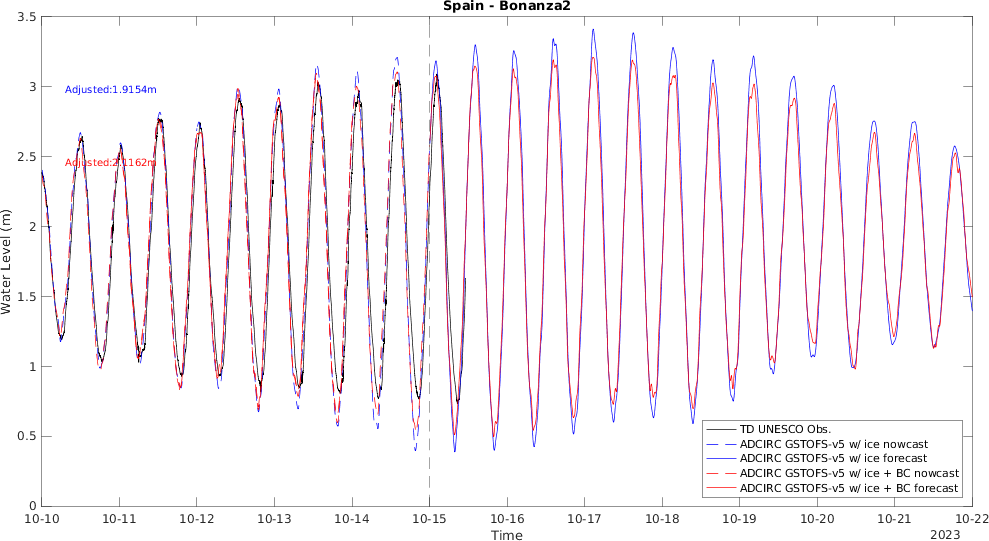 Spain - Bonanza2
3.5
3
2.5
2
1.5
1
0.5
0
Water Level (m)
Adjusted:1.9154m
Adjusted:2.1162m
TD UNESCO Obs.
ADCIRC GSTOFS-v5 w/ ice nowcast
ADCIRC GSTOFS-v5 w/ ice forecast
ADCIRC GSTOFS-v5 w/ ice + BC nowcast
ADCIRC GSTOFS-v5 w/ ice + BC forecast
10-10 10-11 10-12 10-13 10-14 10-15 10-16 10-17 10-18 10-19 10-20 10-21 10-22
Time
2023